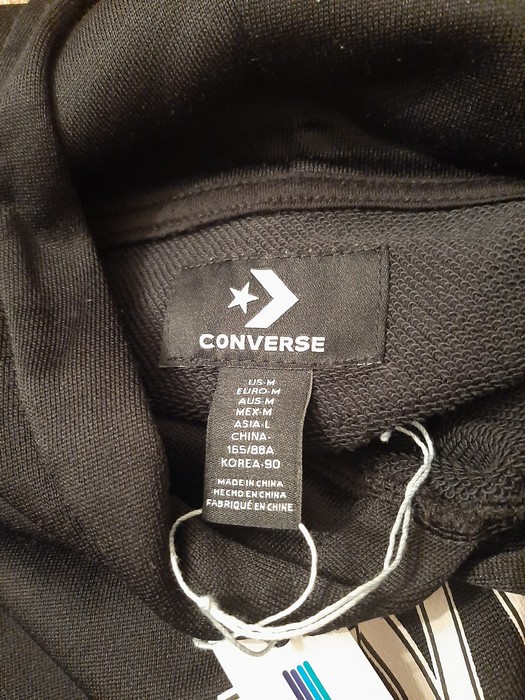 CONVERSE
US-M
EURO-M
AUS-M
MEX-M
ASIA-L
CHINA-
165/88A
KOREA-90
MADE IN CHINA
HECHO EN CHINA
FABRIQUÉ EN CHINE